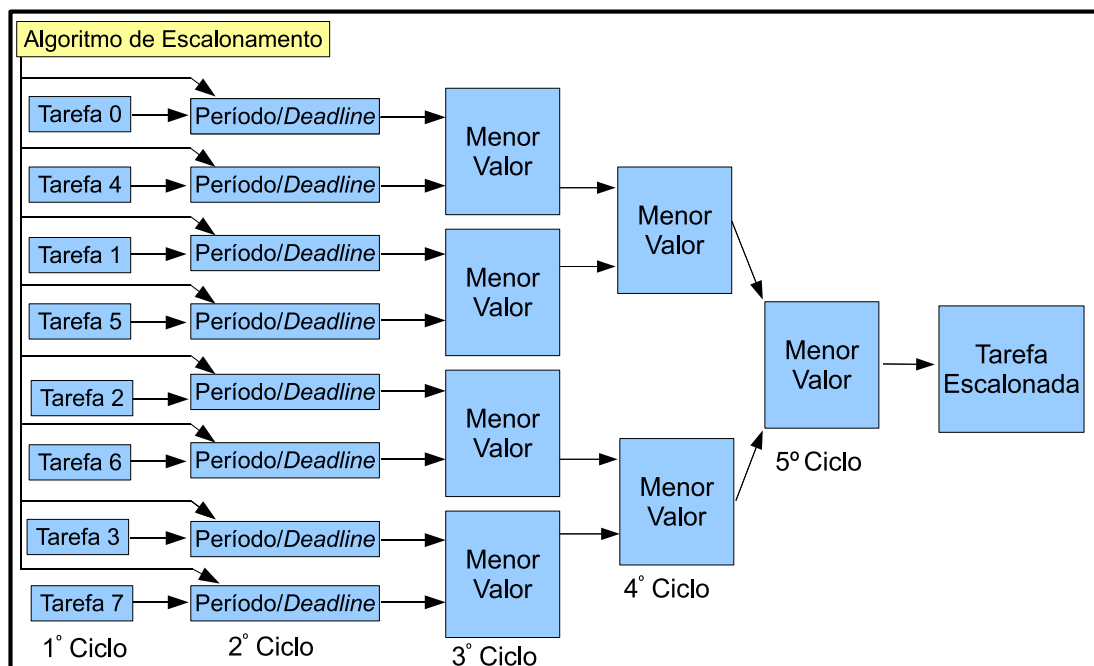 Algoritmo de Escalonamento
Tarefa 0
Período/Deadline
Tarefa 4
Período/Deadline
Menor
Valor
Tarefa 1
Período/Deadline
Tarefa 5
Período/Deadline
Menor
Valor
Menor
Valor
Tarefa 2
Período/Deadline
Tarefa 6
Período/Deadline
Menor
Valor
Tarefa 3
Período/Deadline
Tarefa 7
Período/Deadline
Menor
Valor
Menor
Valor
Menor
Valor
Tarefa
Escalonada
1° Ciclo
2° Ciclo
3° Ciclo
4° Ciclo
5º Ciclo